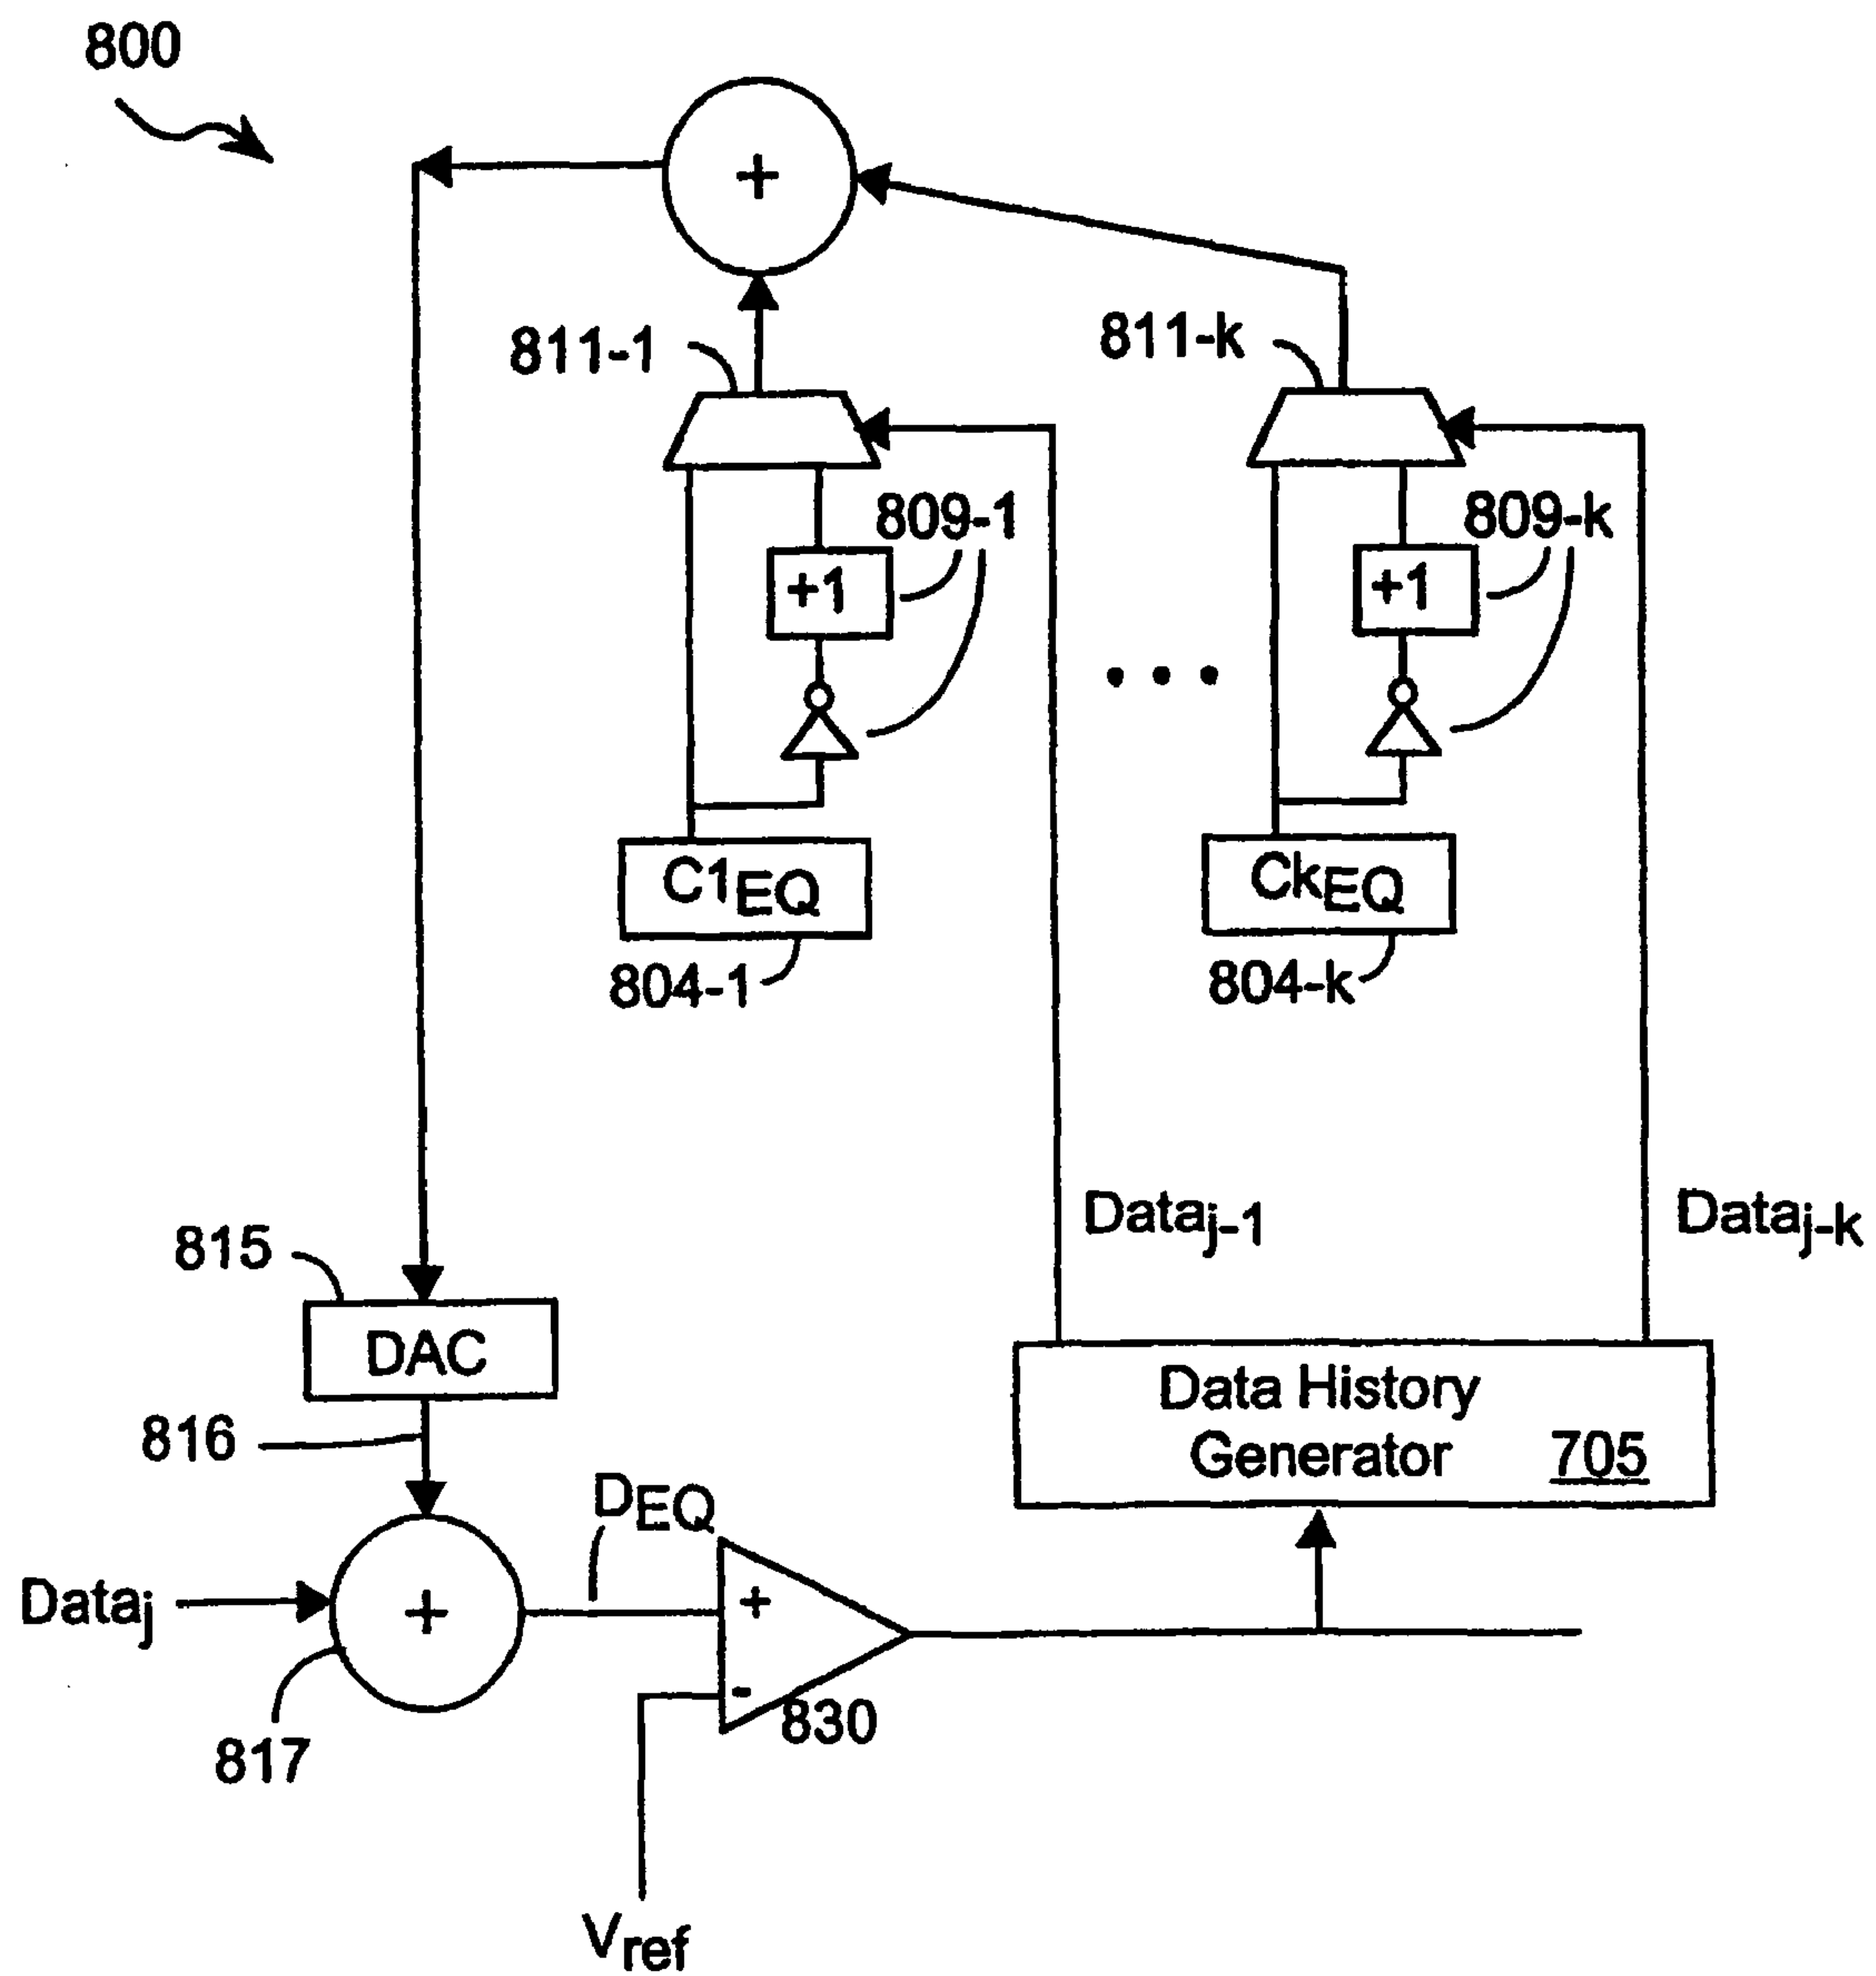 800
+
811-1
811-k
809-1
809-k
+1
+1
C1EQ
CkEQ
804-1
804-k
Dataj-1
Dataj-k
815
DAC
816
Data History
Generator 705
DEQ
Dataj
+
+
-
830
817
Vref